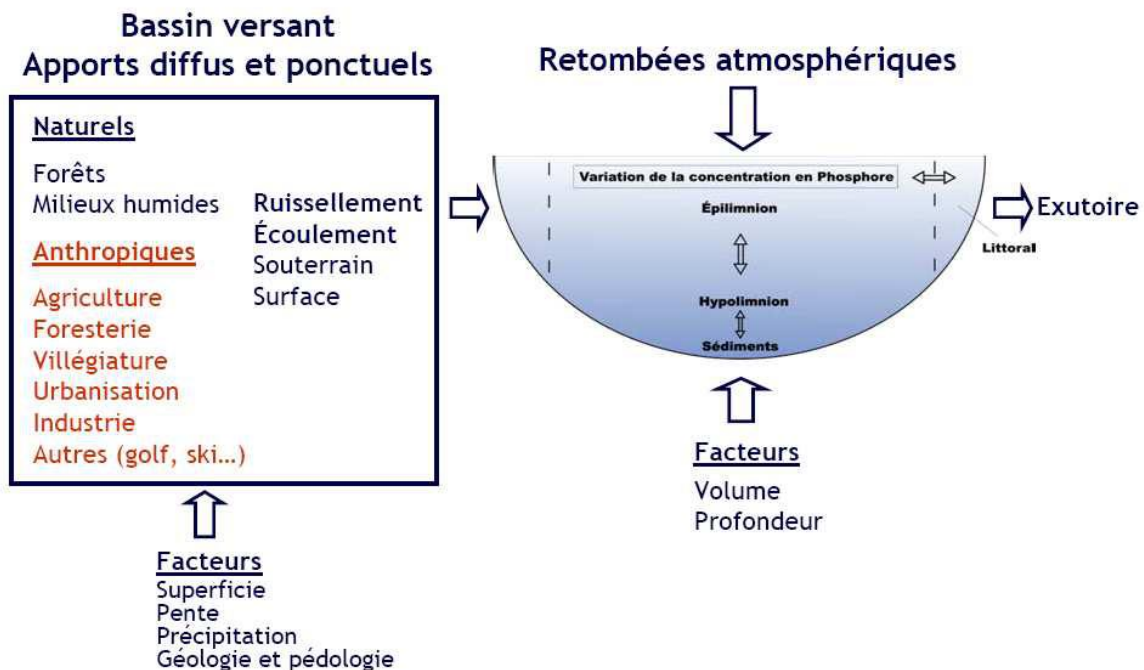 Bassin versant
Apports diffus et ponctuels
Naturels
Forêts
Milieux humides
Anthropiques
Agriculture
Foresterie
Villégiature
Urbanisation
Industrie
Autres (golf, ski...)
Ruissellement
Écoulement
Souterrain
Surface
Facteurs
Superficie
Pente
Précipitation
Géologie et pédologie
Retombées atmosphériques
Variation de la concentration en Phosphore
Épilimnion
Hypolimnion
Sédiments
Littoral
Exutoire
Facteurs
Volume
Profondeur